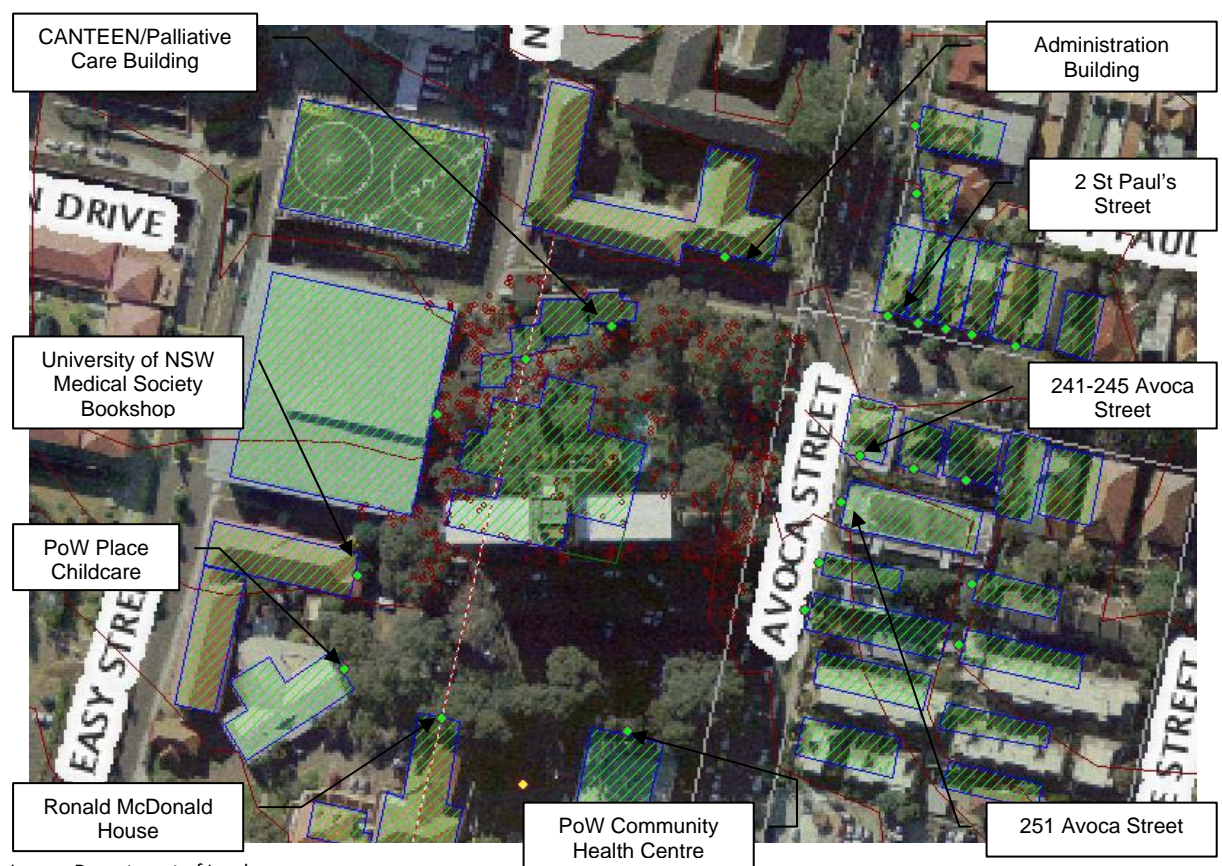 CANTEEN/Palliative
Care Building
N
Administration
Building
2 St Paul's
Street
N DRIVE
PAUL
University of NSW
Medical Society
Bookshop
241-245 Avoca
Street
AVOCA STREET
PoW Place
Childcare
EASY STREE
E STREET
Ronald McDonald
House
PoW Community
Health Centre
251 Avoca Street